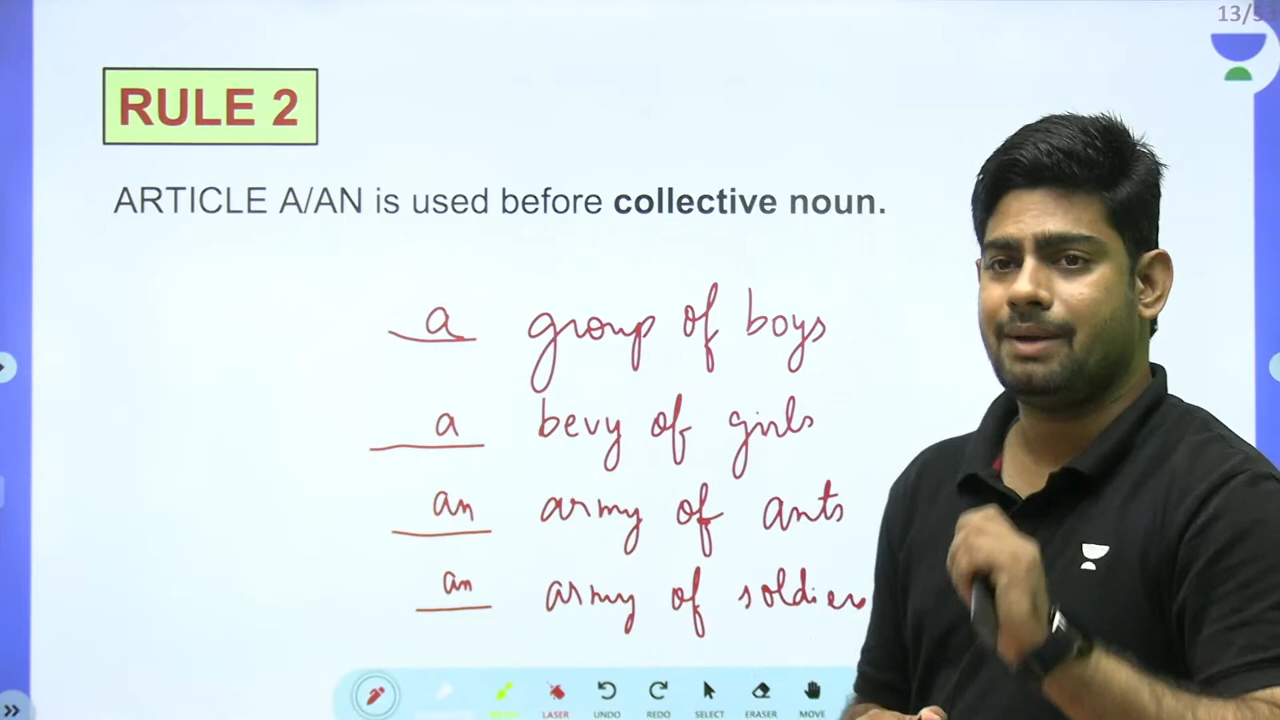 13/53
RULE 2
ARTICLE A/AN is used before collective noun.
a group of boys
a bevy of girls
an army of ants
an army of soldiers
LASER UNDO REDO SELECT ERASER MOVE